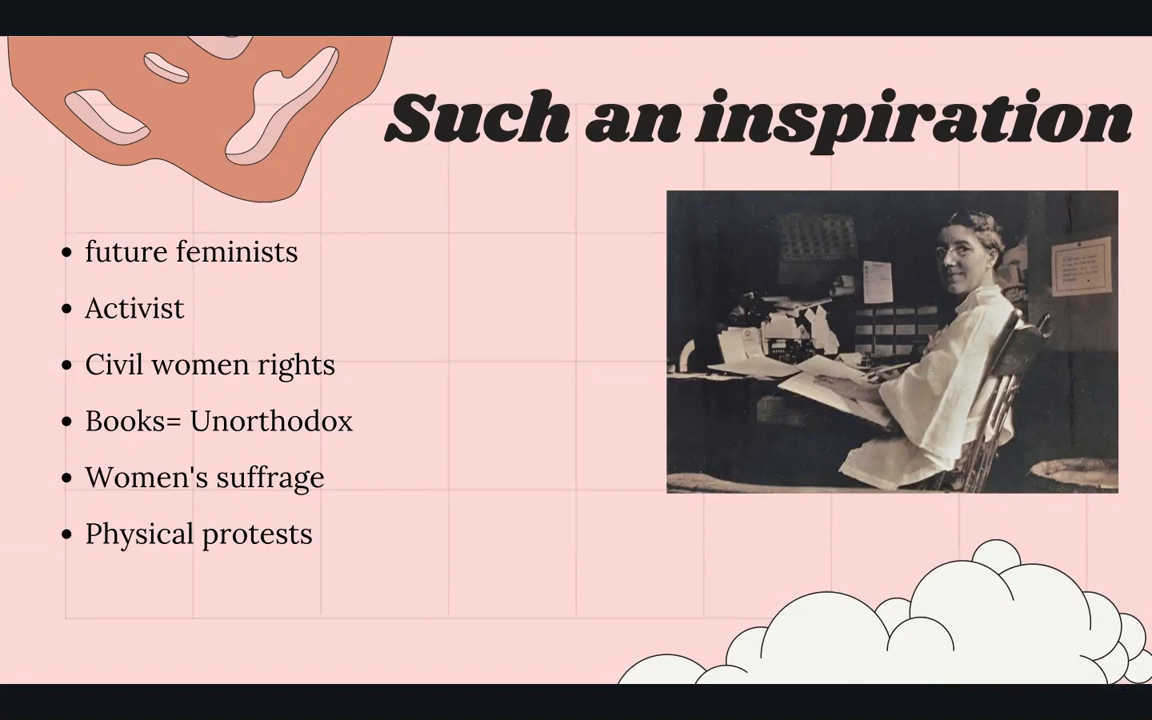 Such an inspiration
future feminists
Activist
Civil women rights
Books= Unorthodox
Women's suffrage
Physical protests